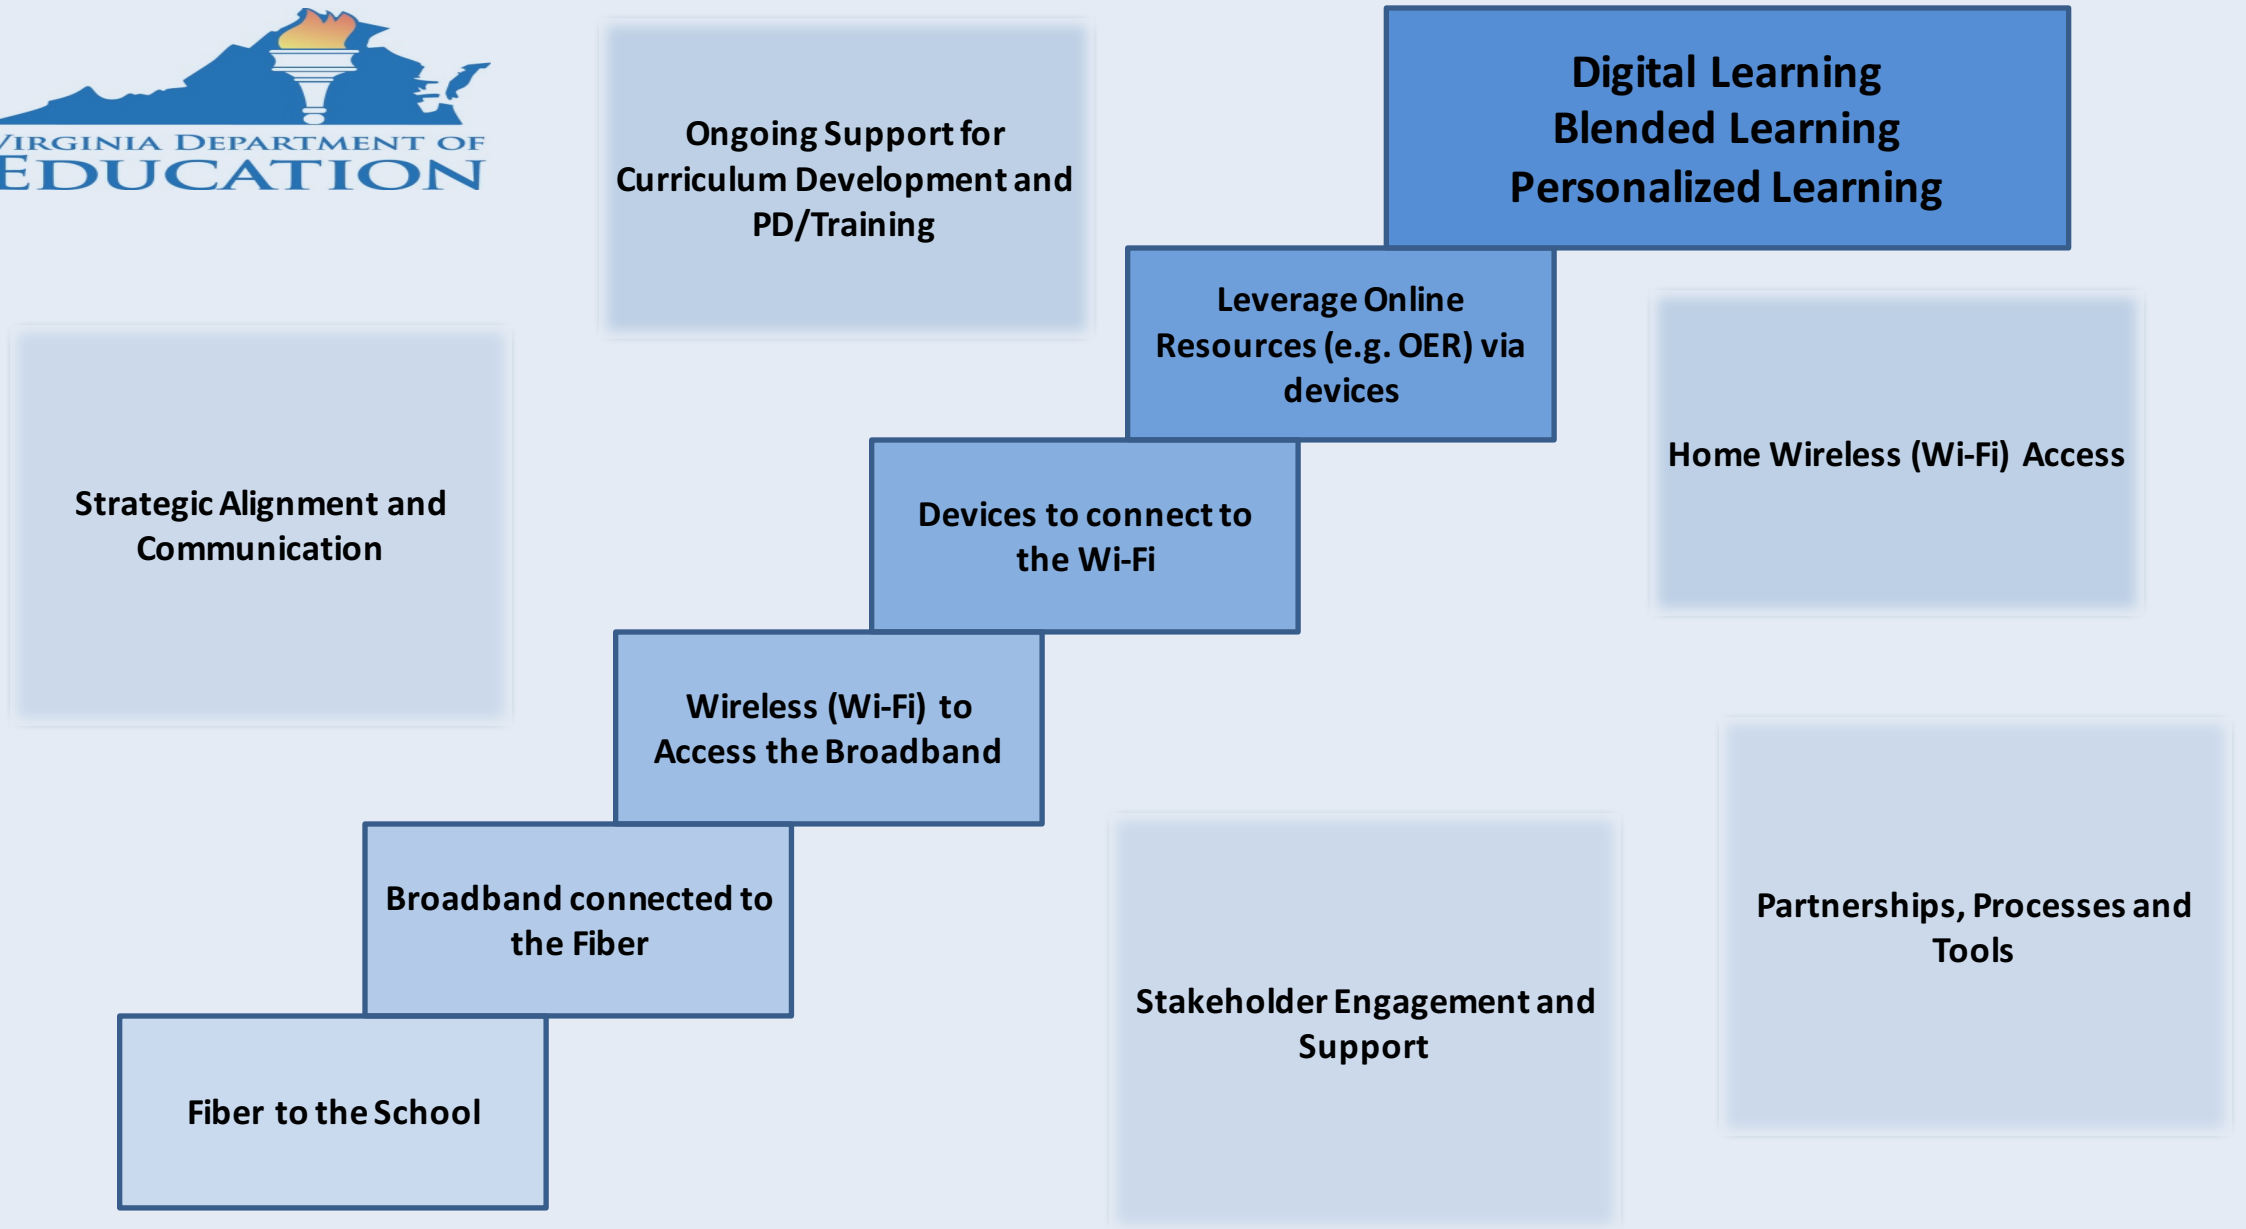 VIRGINIA DEPARTMENT OF
EDUCATION
Ongoing Support for
Curriculum Development and
PD/Training
Digital Learning
Blended Learning
Personalized Learning
Leverage Online
Resources (e.g. OER) via
devices
Strategic Alignment and
Communication
Home Wireless (Wi-Fi) Access
Devices to connect to
the Wi-Fi
Wireless (Wi-Fi) to
Access the Broadband
Broadband connected to
the Fiber
Partnerships, Processes and
Tools
Stakeholder Engagement and
Support
Fiber to the School